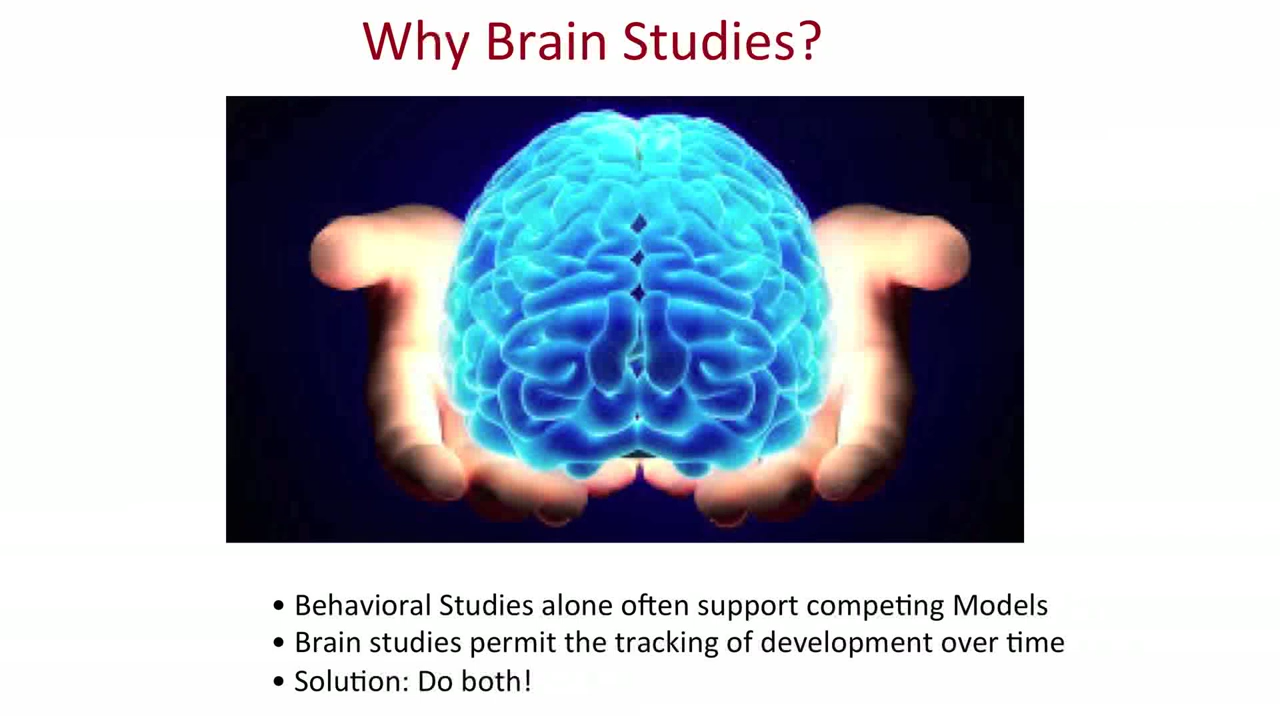 Why Brain Studies?
• Behavioral Studies alone often support competing Models
• Brain studies permit the tracking of development over time
• Solution: Do both!